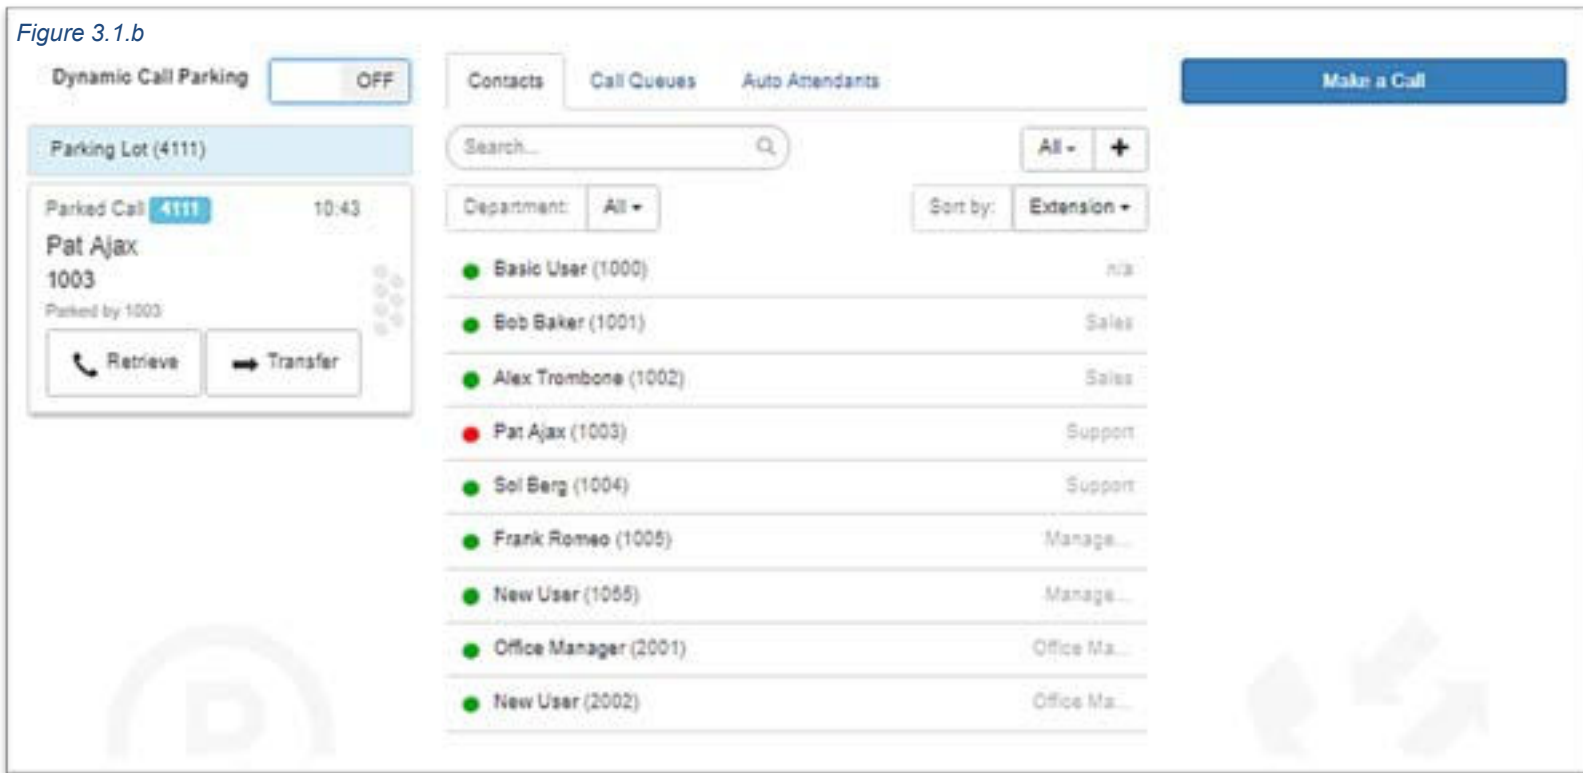 Figure 3.1.b
Dynamic Call Parking OFF
Parking Lot (4111)
Parked Call 4111 10:43
Pat Ajax
1003
Parked by 1003
Retrieve Transfer
Contacts Call Queues Auto Attendants
Search...
All +
Department: All
Sort by: Extension
Basic User (1000) n/a
Bob Baker (1001) Sales
Alex Trombone (1002) Sales
Pat Ajax (1003) Support
Sol Berg (1004) Support
Frank Romeo (1005) Manage...
New User (1055) Manage...
Office Manager (2001) Office Ma...
New User (2002) Office Ma...
Make a Call
P